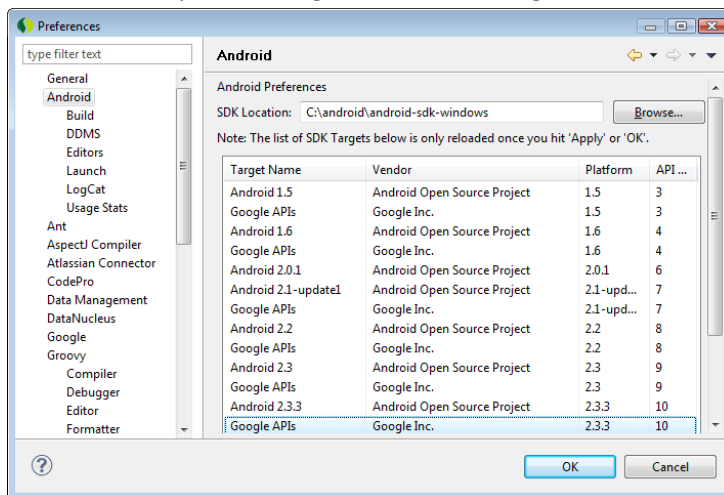 Preferences
type filter text
General
Android
Build
DDMS
Editors
Launch
LogCat
Usage Stats
Ant
AspectJ Compiler
Atlassian Connector
CodePro
Data Management
DataNucleus
Google
Groovy
Compiler
Debugger
Editor
Formatter
Android
Android Preferences
SDK Location: C:\android\android-sdk-windows Browse...
Note: The list of SDK Targets below is only reloaded once you hit 'Apply' or 'OK'.
Target Name Vendor Platform API ...
Android 1.5 Android Open Source Project 1.5 3
Google APIs Google Inc. 1.5 3
Android 1.6 Android Open Source Project 1.6 4
Google APIs Google Inc. 1.6 4
Android 2.0.1 Android Open Source Project 2.0.1 6
Android 2.1-update1 Android Open Source Project 2.1-upd... 7
Google APIs Google Inc. 2.1-upd... 7
Android 2.2 Android Open Source Project 2.2 8
Google APIs Google Inc. 2.2 8
Android 2.3 Android Open Source Project 2.3 9
Google APIs Google Inc. 2.3 9
Android 2.3.3 Android Open Source Project 2.3.3 10
Google APIs Google Inc. 2.3.3 10
? OK Cancel